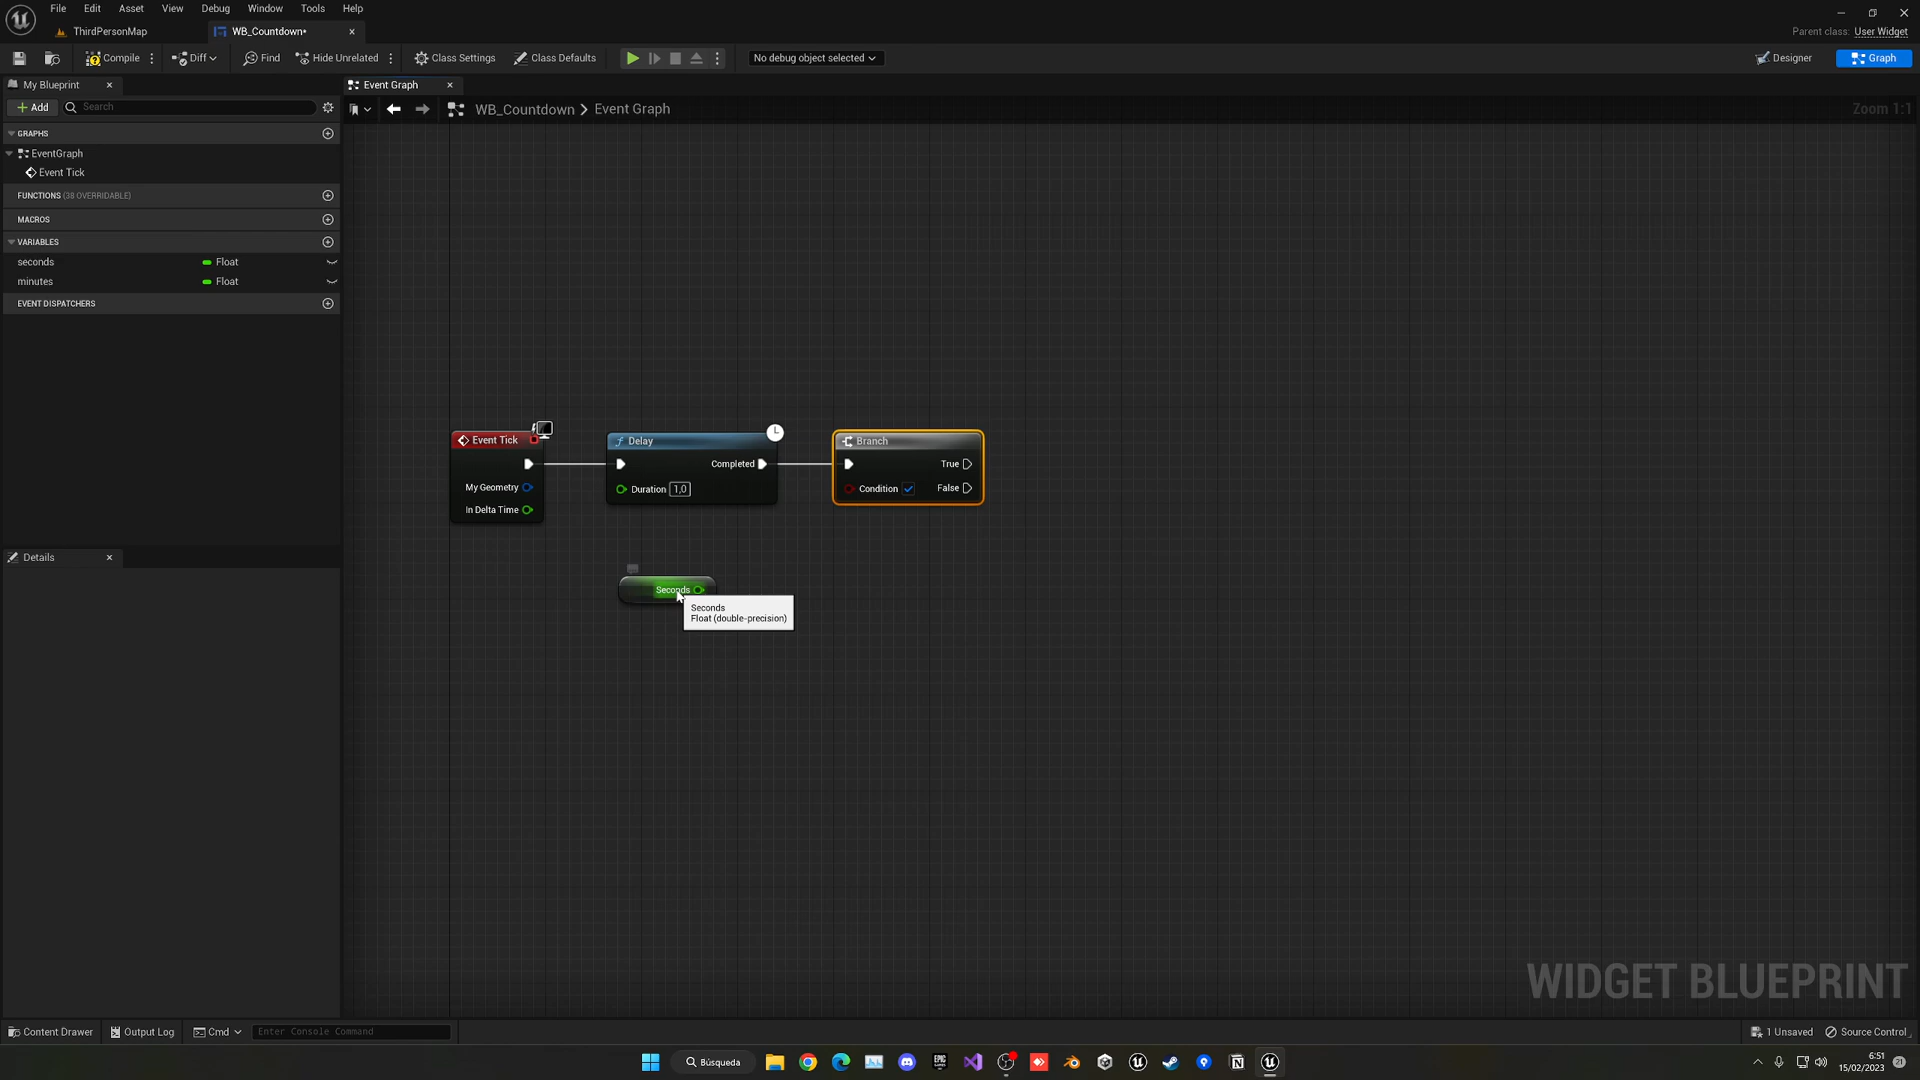 File Edit Asset View Debug Window Tools Help
ThirdPersonMap
WB_Countdown*
Parent class: User Widget
Compile
Diff
Find
Hide Unrelated
Class Settings
Class Defaults
No debug object selected
Designer
Graph
My Blueprint
Event Graph
Add
Search
WB_Countdown > Event Graph
Zoom 1:1
GRAPHS
EventGraph
Event Tick
FUNCTIONS (38 OVERRIDABLE)
MACROS
VARIABLES
seconds Float
minutes Float
EVENT DISPATCHERS
Event Tick
My Geometry
In Delta Time
Delay
Completed
Duration 1,0
Branch
True
Condition False
Details
Seconds
Seconds
Float (double-precision)
WIDGET BLUEPRINT
Content Drawer
Output Log
Cmd
Enter Console Command
1 Unsaved
Source Control
Búsqueda
6:51
15/02/2023
21